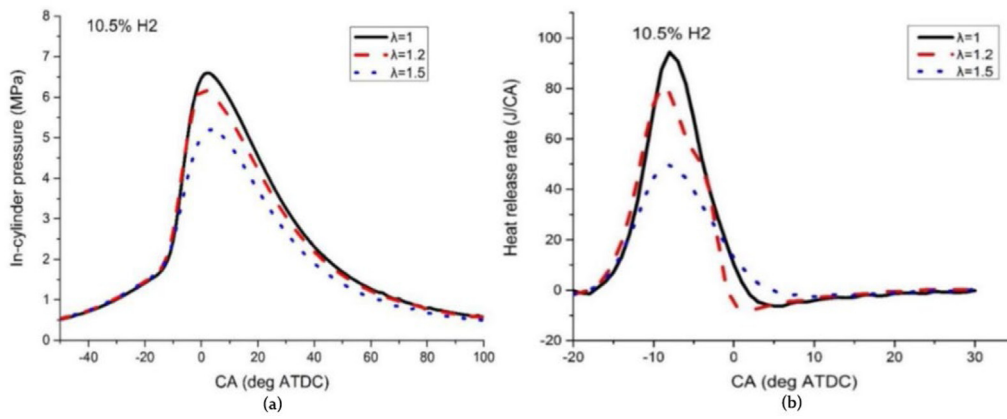 (a)
10.5% H2
λ=1
λ=1.2
λ=1.5
In-cylinder pressure (MPa)
8
7
6
5
4
3
2
1
0
-40 -20 0 20 40 60 80 100
CA (deg ATDC)
(a)
(b)
10.5% H2
λ=1
λ=1.2
λ=1.5
Heat release rate (J/CA)
100
80
60
40
20
0
-20
-20 -10 0 10 20 30
CA (deg ATDC)
(b)